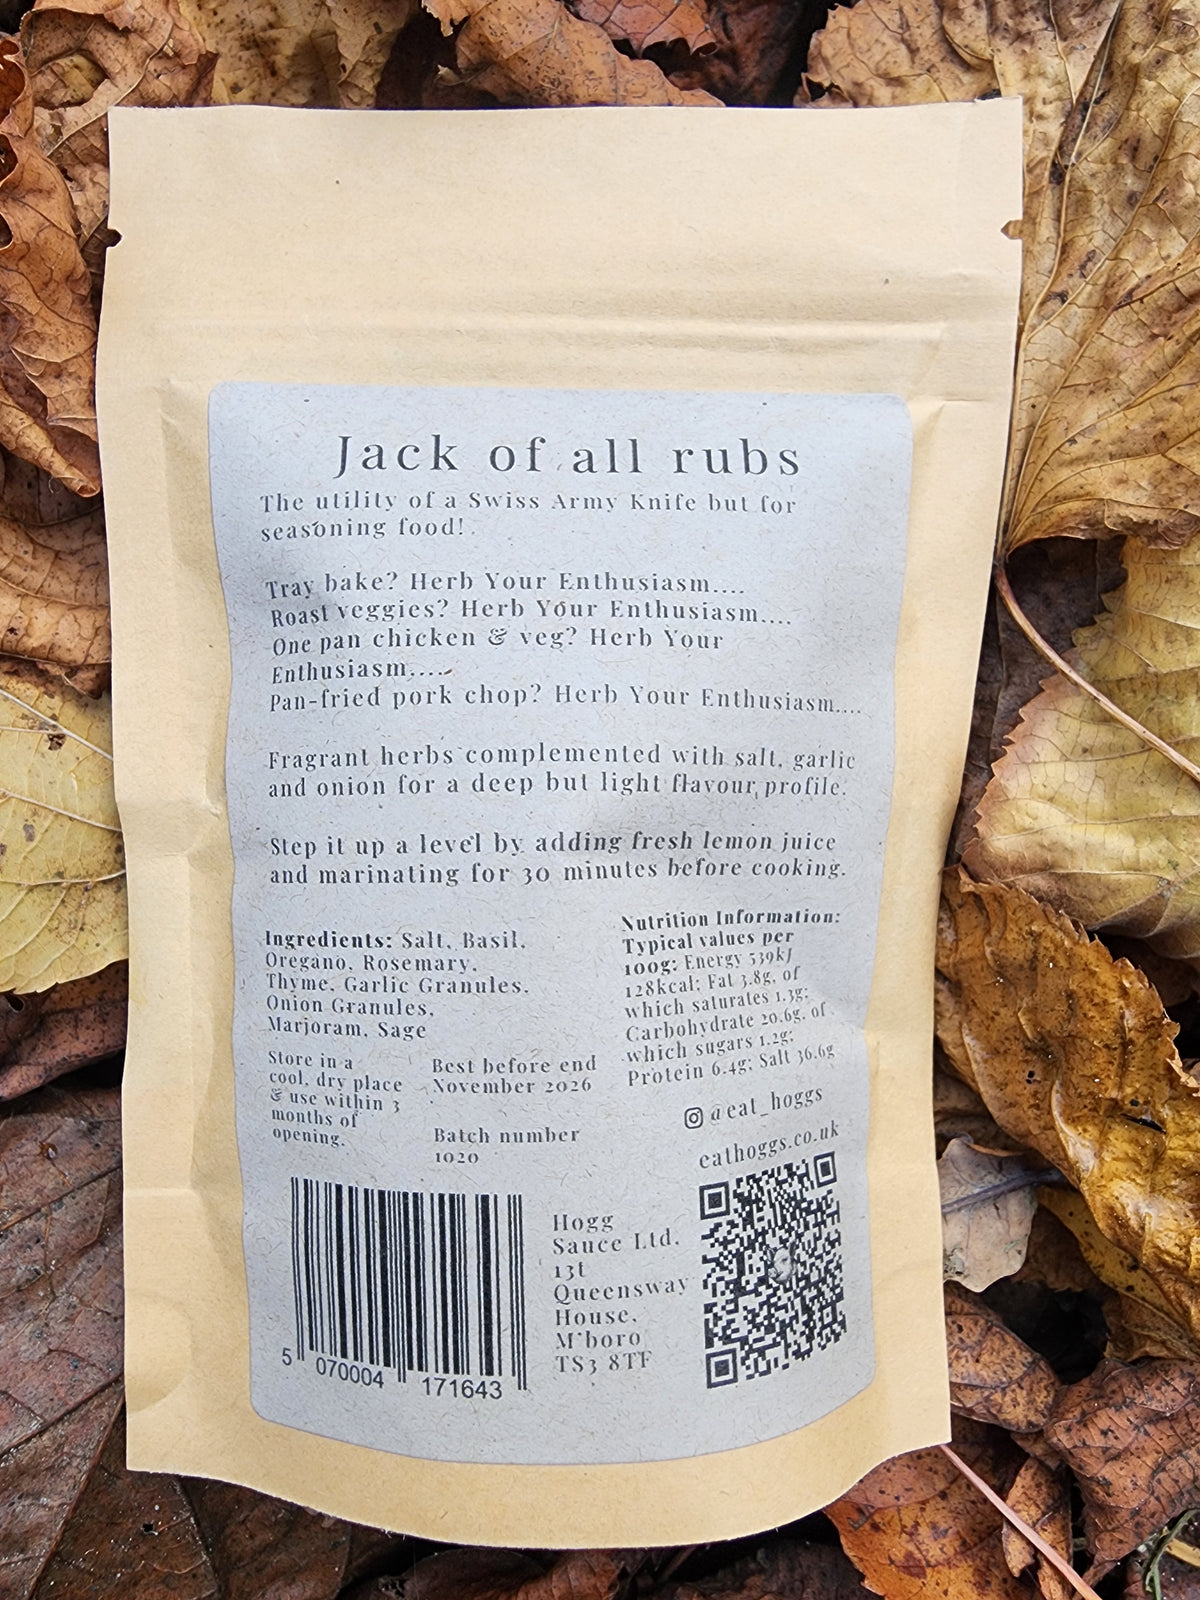 Jack of all rubs
The utility of a Swiss Army Knife but for
seasoning food!
Tray bake? Herb Your Enthusiasm....
Roast veggies? Herb Your Enthusiasm....
One pan chicken & veg? Herb Your
Enthusiasm.....
Pan-fried pork chop? Herb Your Enthusiasm....
Fragrant herbs complemented with salt, garlic
and onion for a deep but light flavour profile.
Step it up a level by adding fresh lemon juice
and marinating for 30 minutes before cooking.
Ingredients: Salt, Basil,
Oregano, Rosemary,
Thyme, Garlic Granules,
Onion Granules,
Marjoram, Sage
Nutrition Information:
Typical values per
100g: Energy 539kJ
128kcal; Fat 3.8g, of
which saturates 1.3g;
Carbohydrate 20.6g, of
which sugars 1.2g;
Protein 6.4g; Salt 36.6g
Store in a
cool, dry place
& use within 3
months of
opening.
Best before end
November 2026
Batch number
1020
@eat_hoggs
eathoggs.co.uk
Hogg
Sauce Ltd.
13t
Queensway
House,
M'boro
TS3 8TF
5 070004 171643